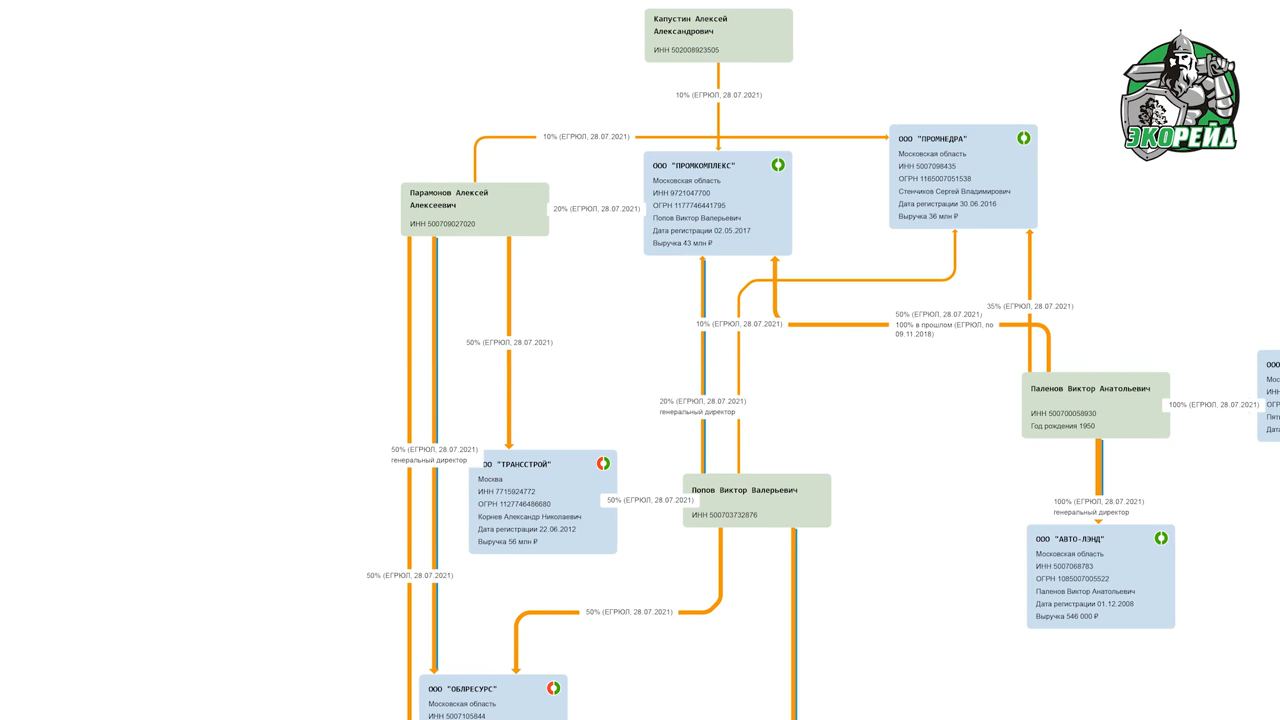 Капустин Алексей
Александрович
ИНН 502008923505
ЭКОРЕЙД
10% (ЕГРЮЛ, 28.07.2021)
10% (ЕГРЮЛ, 28.07.2021)
ООО "ПРОМНЕДРА"
Московская область
ИНН 5007098435
ОГРН 1165007051538
Стенчиков Сергей Владимирович
Дата регистрации 30.06.2016
Выручка 36 млн ₽
ООО "ПРОМКОМПЛЕКС"
Московская область
ИНН 9721047700
ОГРН 1177746441795
Попов Виктор Валерьевич
Дата регистрации 02.05.2017
Выручка 43 млн ₽
Парамонов Алексей
Алексеевич
ИНН 500709027020
20% (ЕГРЮЛ, 28.07.2021)
35% (ЕГРЮЛ, 28.07.2021)
50% (ЕГРЮЛ, 28.07.2021)
100% в прошлом (ЕГРЮЛ, по
09.11.2018)
10% (ЕГРЮЛ, 28.07.2021)
50% (ЕГРЮЛ, 28.07.2021)
Паленов Виктор Анатольевич
ИНН 500700058930
Год рождения 1950
100% (ЕГРЮЛ, 28.07.2021)
ООО
20% (ЕГРЮЛ, 28.07.2021)
генеральный директор
50% (ЕГРЮЛ, 28.07.2021)
генеральный директор
ОО "ТРАНССТРОЙ"
Москва
ИНН 7715924772
ОГРН 1127746486680
Корнев Александр Николаевич
Дата регистрации 22.06.2012
Выручка 56 млн ₽
50% (ЕГРЮЛ, 28.07.2021)
Попов Виктор Валерьевич
ИНН 500703732876
100% (ЕГРЮЛ, 28.07.2021)
генеральный директор
ООО "АВТО-ЛЭНД"
Московская область
ИНН 5007068783
ОГРН 1085007005522
Паленов Виктор Анатольевич
Дата регистрации 01.12.2008
Выручка 546 000 ₽
50% (ЕГРЮЛ, 28.07.2021)
50% (ЕГРЮЛ, 28.07.2021)
ООО "ОБЛРЕСУРС"
Московская область
ИНН 5007105844